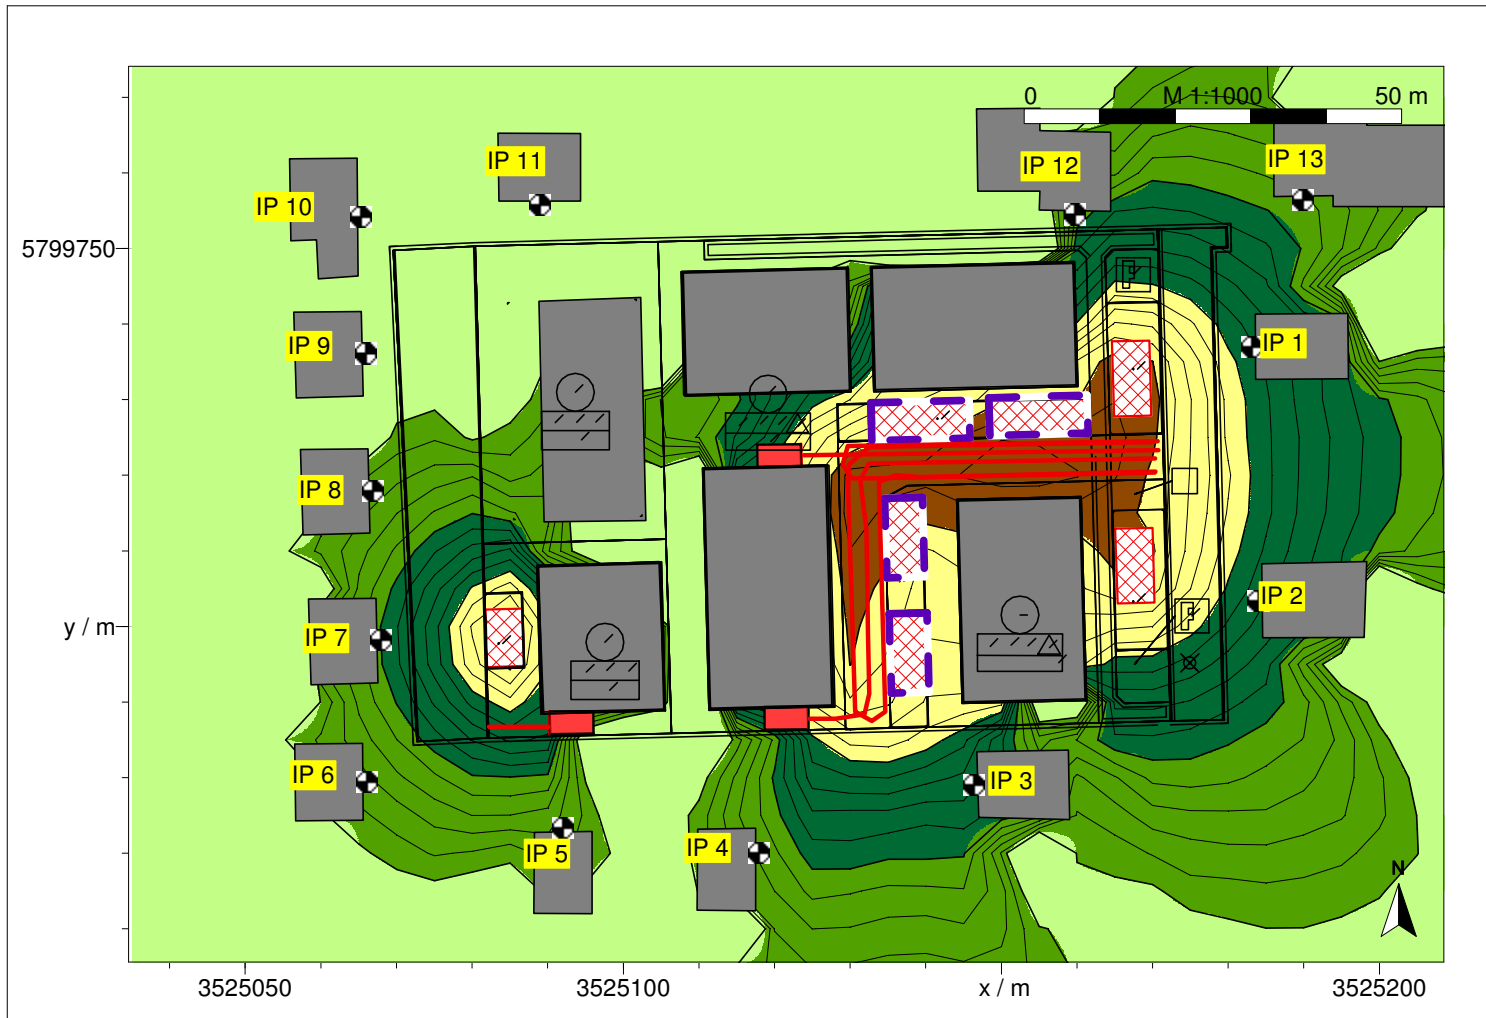 0 M 1:1000 50 m
IP 11
IP 12
IP 13
IP 10
5799750
IP 9
IP 1
IP 8
IP 7
IP 2
y / m
IP 6
IP 3
IP 5
IP 4
N
3525050
3525100
x / m
3525200